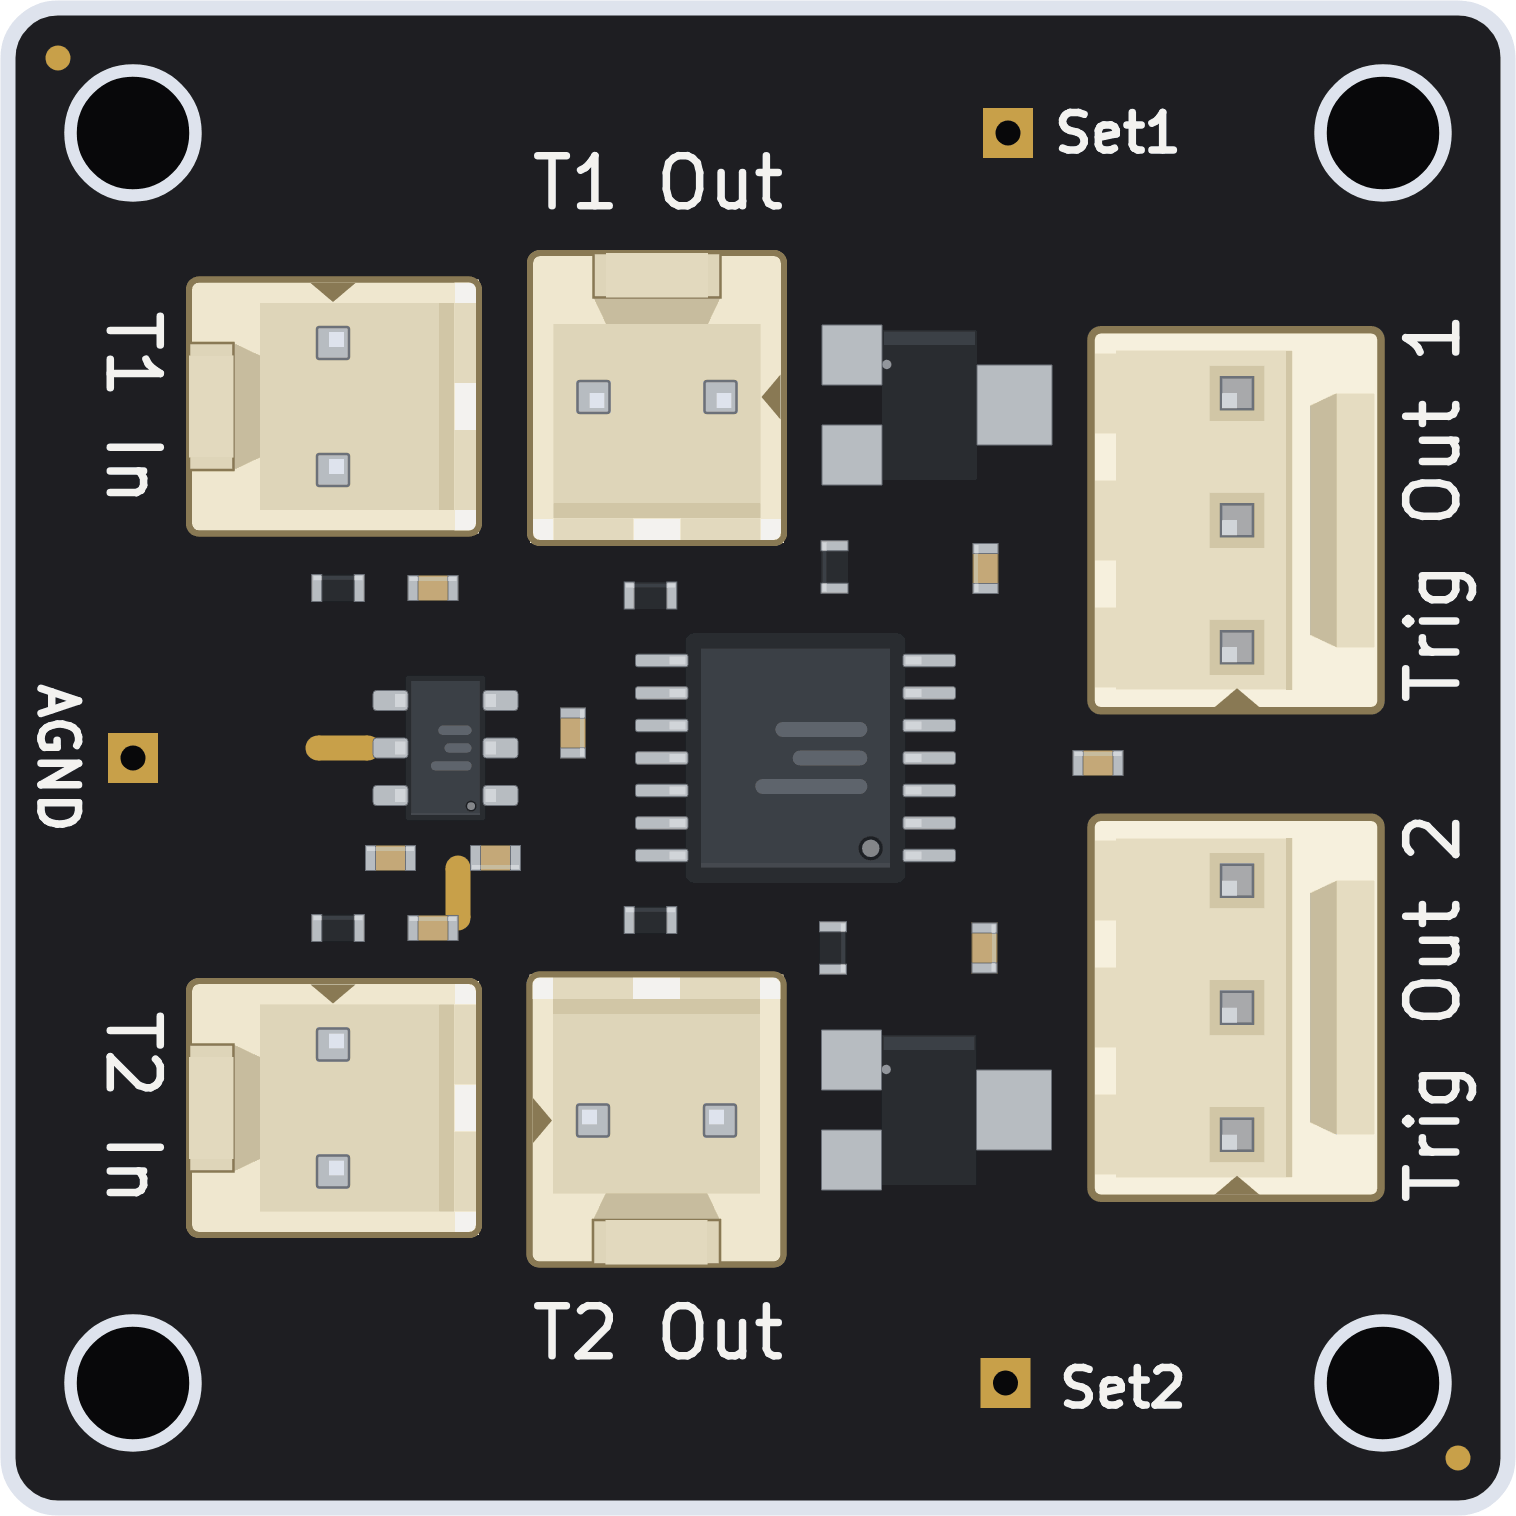 Set1
T1 Out
T1 In
Trig Out 1
AGND
Trig Out 2
T2 In
T2 Out
Set2